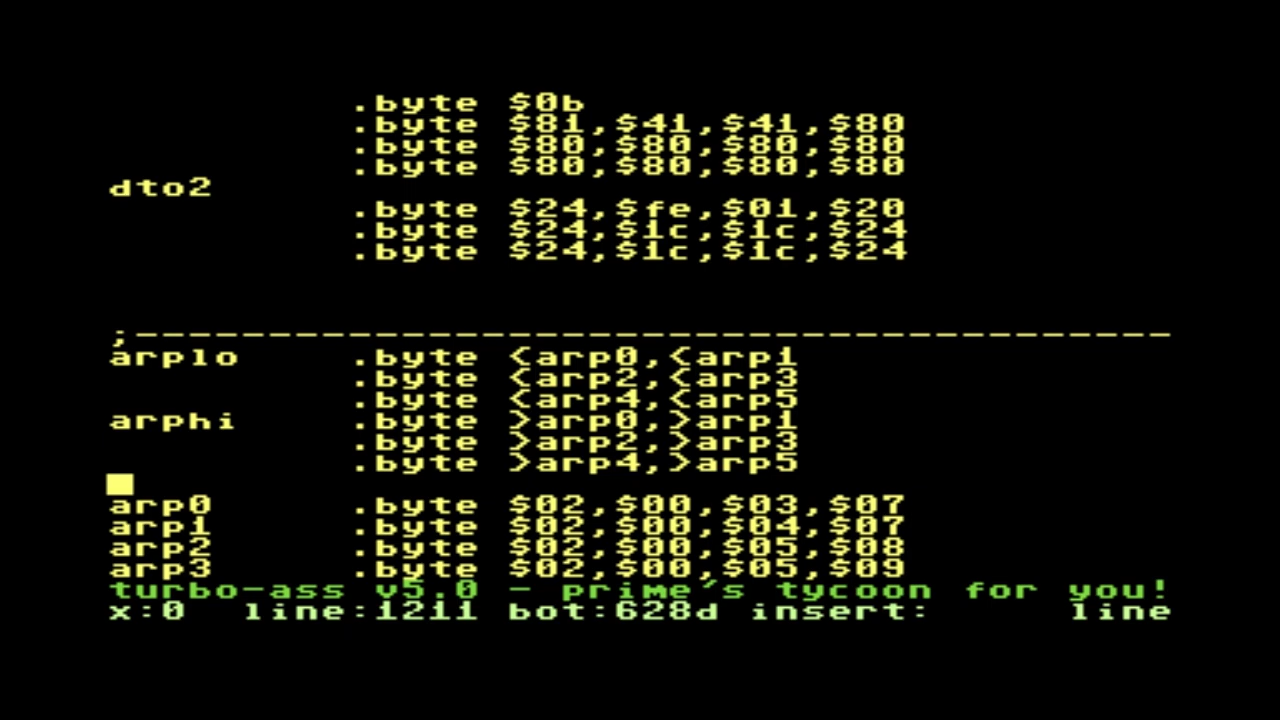 .byte $0b
.byte $81,$41,$41,$80
.byte $80,$80,$80,$80
.byte $80,$80,$80,$80
dto2
.byte $24,$fe,$01,$20
.byte $24,$1c,$1c,$24
.byte $24,$1c,$1c,$24
;---------------------------------------
arplo .byte <arp0,<arp1
.byte <arp2,<arp3
.byte <arp4,<arp5
arphi .byte >arp0,>arp1
.byte >arp2,>arp3
.byte >arp4,>arp5
arp0 .byte $02,$00,$03,$07
arp1 .byte $02,$00,$04,$07
arp2 .byte $02,$00,$05,$08
arp3 .byte $02,$00,$05,$09
turbo-ass v5.0 - prime's tycoon for you!
x:0 line:1211 bot:628d insert: line